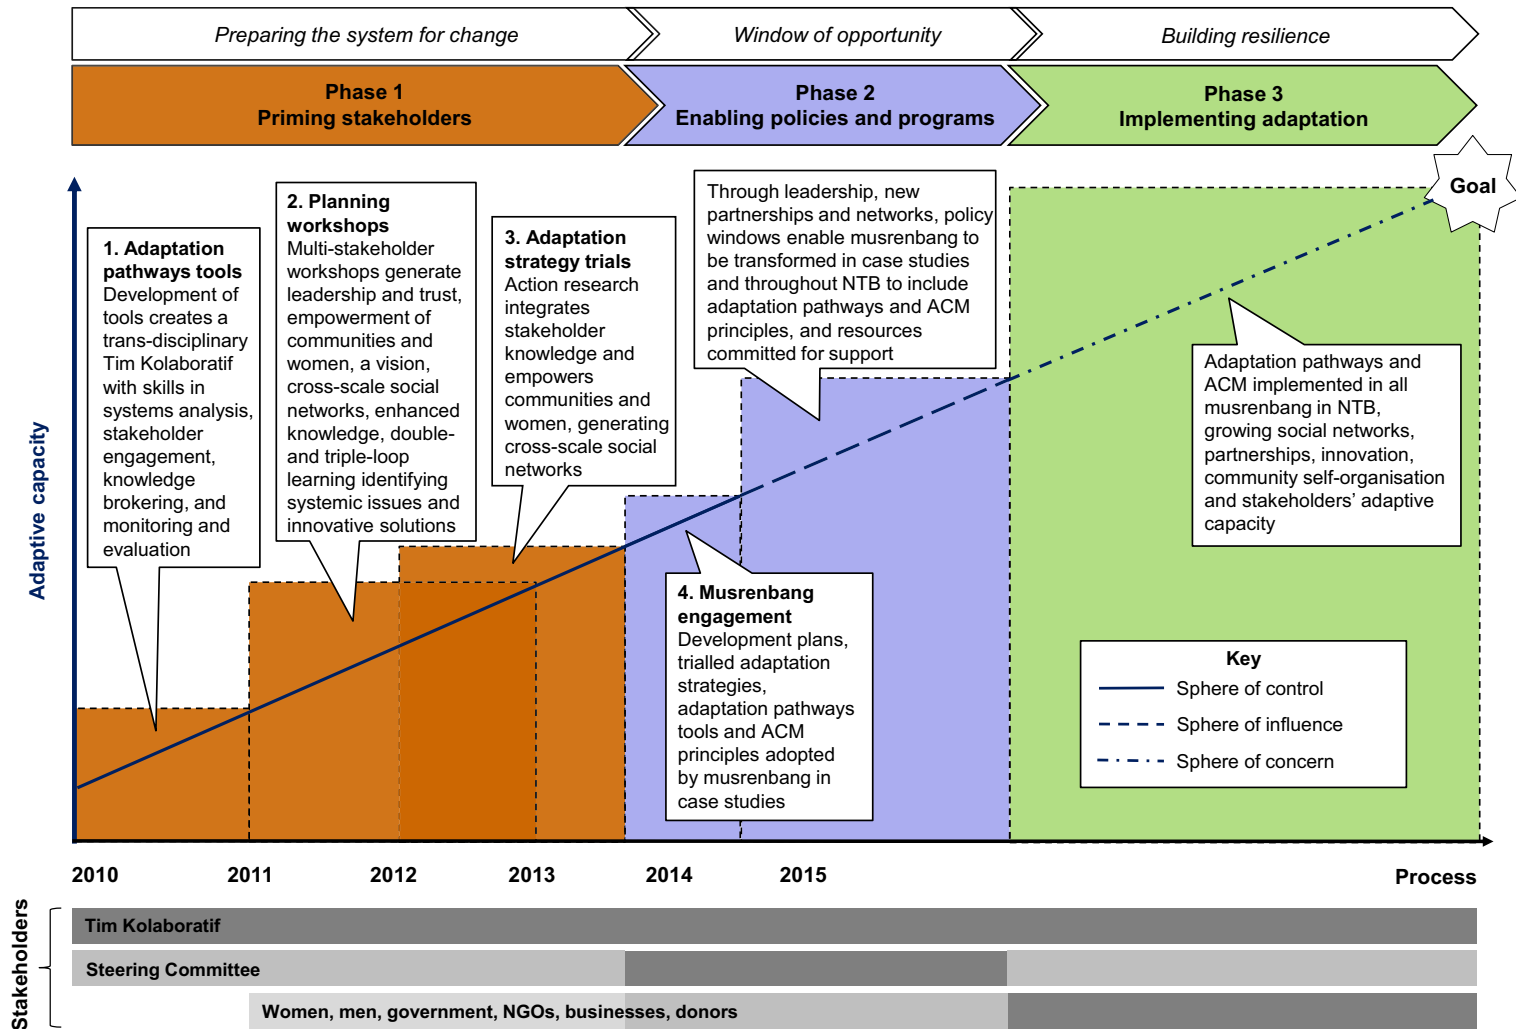 Preparing the system for change
Window of opportunity
Building resilience
Phase 1
Priming stakeholders
Phase 2
Enabling policies and programs
Phase 3
Implementing adaptation
Goal
Adaptive capacity
1. Adaptation
pathways tools
Development of
tools creates a
trans-disciplinary
Tim Kolaboratif
with skills in
systems analysis,
stakeholder
engagement,
knowledge
brokering, and
monitoring and
evaluation
2. Planning
workshops
Multi-stakeholder
workshops generate
leadership and trust,
empowerment of
communities and
women, a vision,
cross-scale social
networks, enhanced
knowledge, double-
and triple-loop
learning identifying
systemic issues and
innovative solutions
3. Adaptation
strategy trials
Action research
integrates
stakeholder
knowledge and
empowers
communities and
women, generating
cross-scale social
networks
Through leadership, new
partnerships and networks, policy
windows enable musrenbang to
be transformed in case studies
and throughout NTB to include
adaptation pathways and ACM
principles, and resources
committed for support
4. Musrenbang
engagement
Development plans,
trialled adaptation
strategies,
adaptation pathways
tools and ACM
principles adopted
by musrenbang in
case studies
Adaptation pathways and
ACM implemented in all
musrenbang in NTB,
growing social networks,
partnerships, innovation,
community self-organisation
and stakeholders' adaptive
capacity
Key
Sphere of control
Sphere of influence
Sphere of concern
2010 2011 2012 2013 2014 2015 Process
Stakeholders
Tim Kolaboratif
Steering Committee
Women, men, government, NGOs, businesses, donors